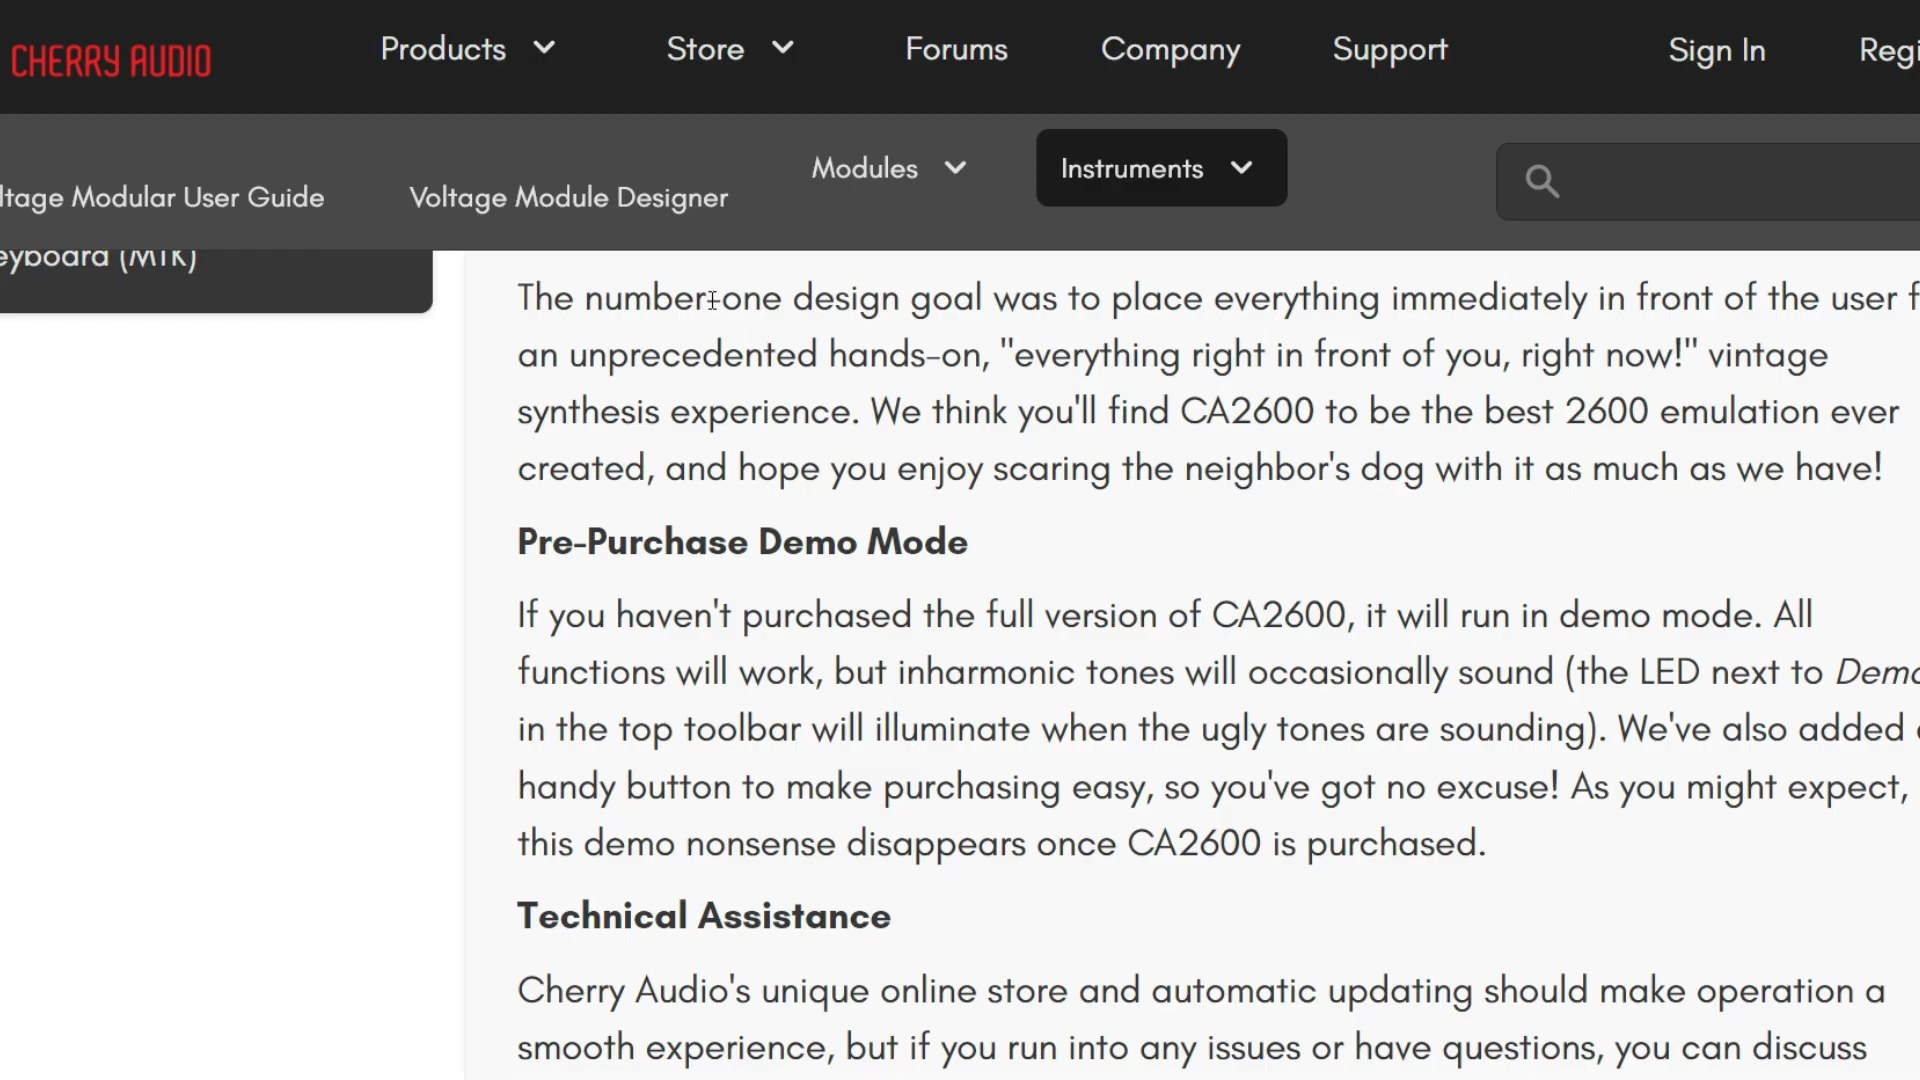 CHERRY AUDIO
Products
Store
Forums
Company
Support
Sign In
Regi
ltage Modular User Guide
Voltage Module Designer
Modules
Instruments
eyboard (M1K)
The number-one design goal was to place everything immediately in front of the user f
an unprecedented hands-on, "everything right in front of you, right now!" vintage
synthesis experience. We think you'll find CA2600 to be the best 2600 emulation ever
created, and hope you enjoy scaring the neighbor's dog with it as much as we have!
Pre-Purchase Demo Mode
If you haven't purchased the full version of CA2600, it will run in demo mode. All
functions will work, but inharmonic tones will occasionally sound (the LED next to Demo
in the top toolbar will illuminate when the ugly tones are sounding). We've also added
handy button to make purchasing easy, so you've got no excuse! As you might expect,
this demo nonsense disappears once CA2600 is purchased.
Technical Assistance
Cherry Audio's unique online store and automatic updating should make operation a
smooth experience, but if you run into any issues or have questions, you can discuss